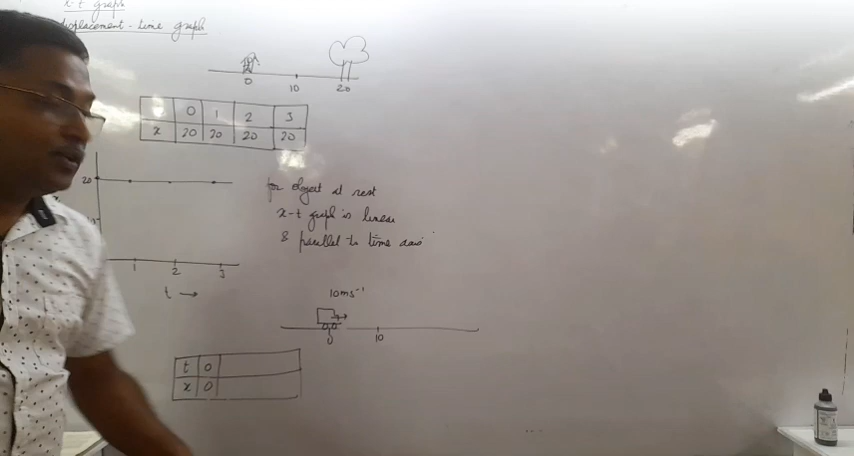 x-t graph
displacement-time graph
0 10 20
0 1 2 3
x 20 20 20 20
20
for object at rest
x-t graph is linear
& parallel to time axis
1 2 3
t →
10ms⁻¹
0 10
t 0
x 0